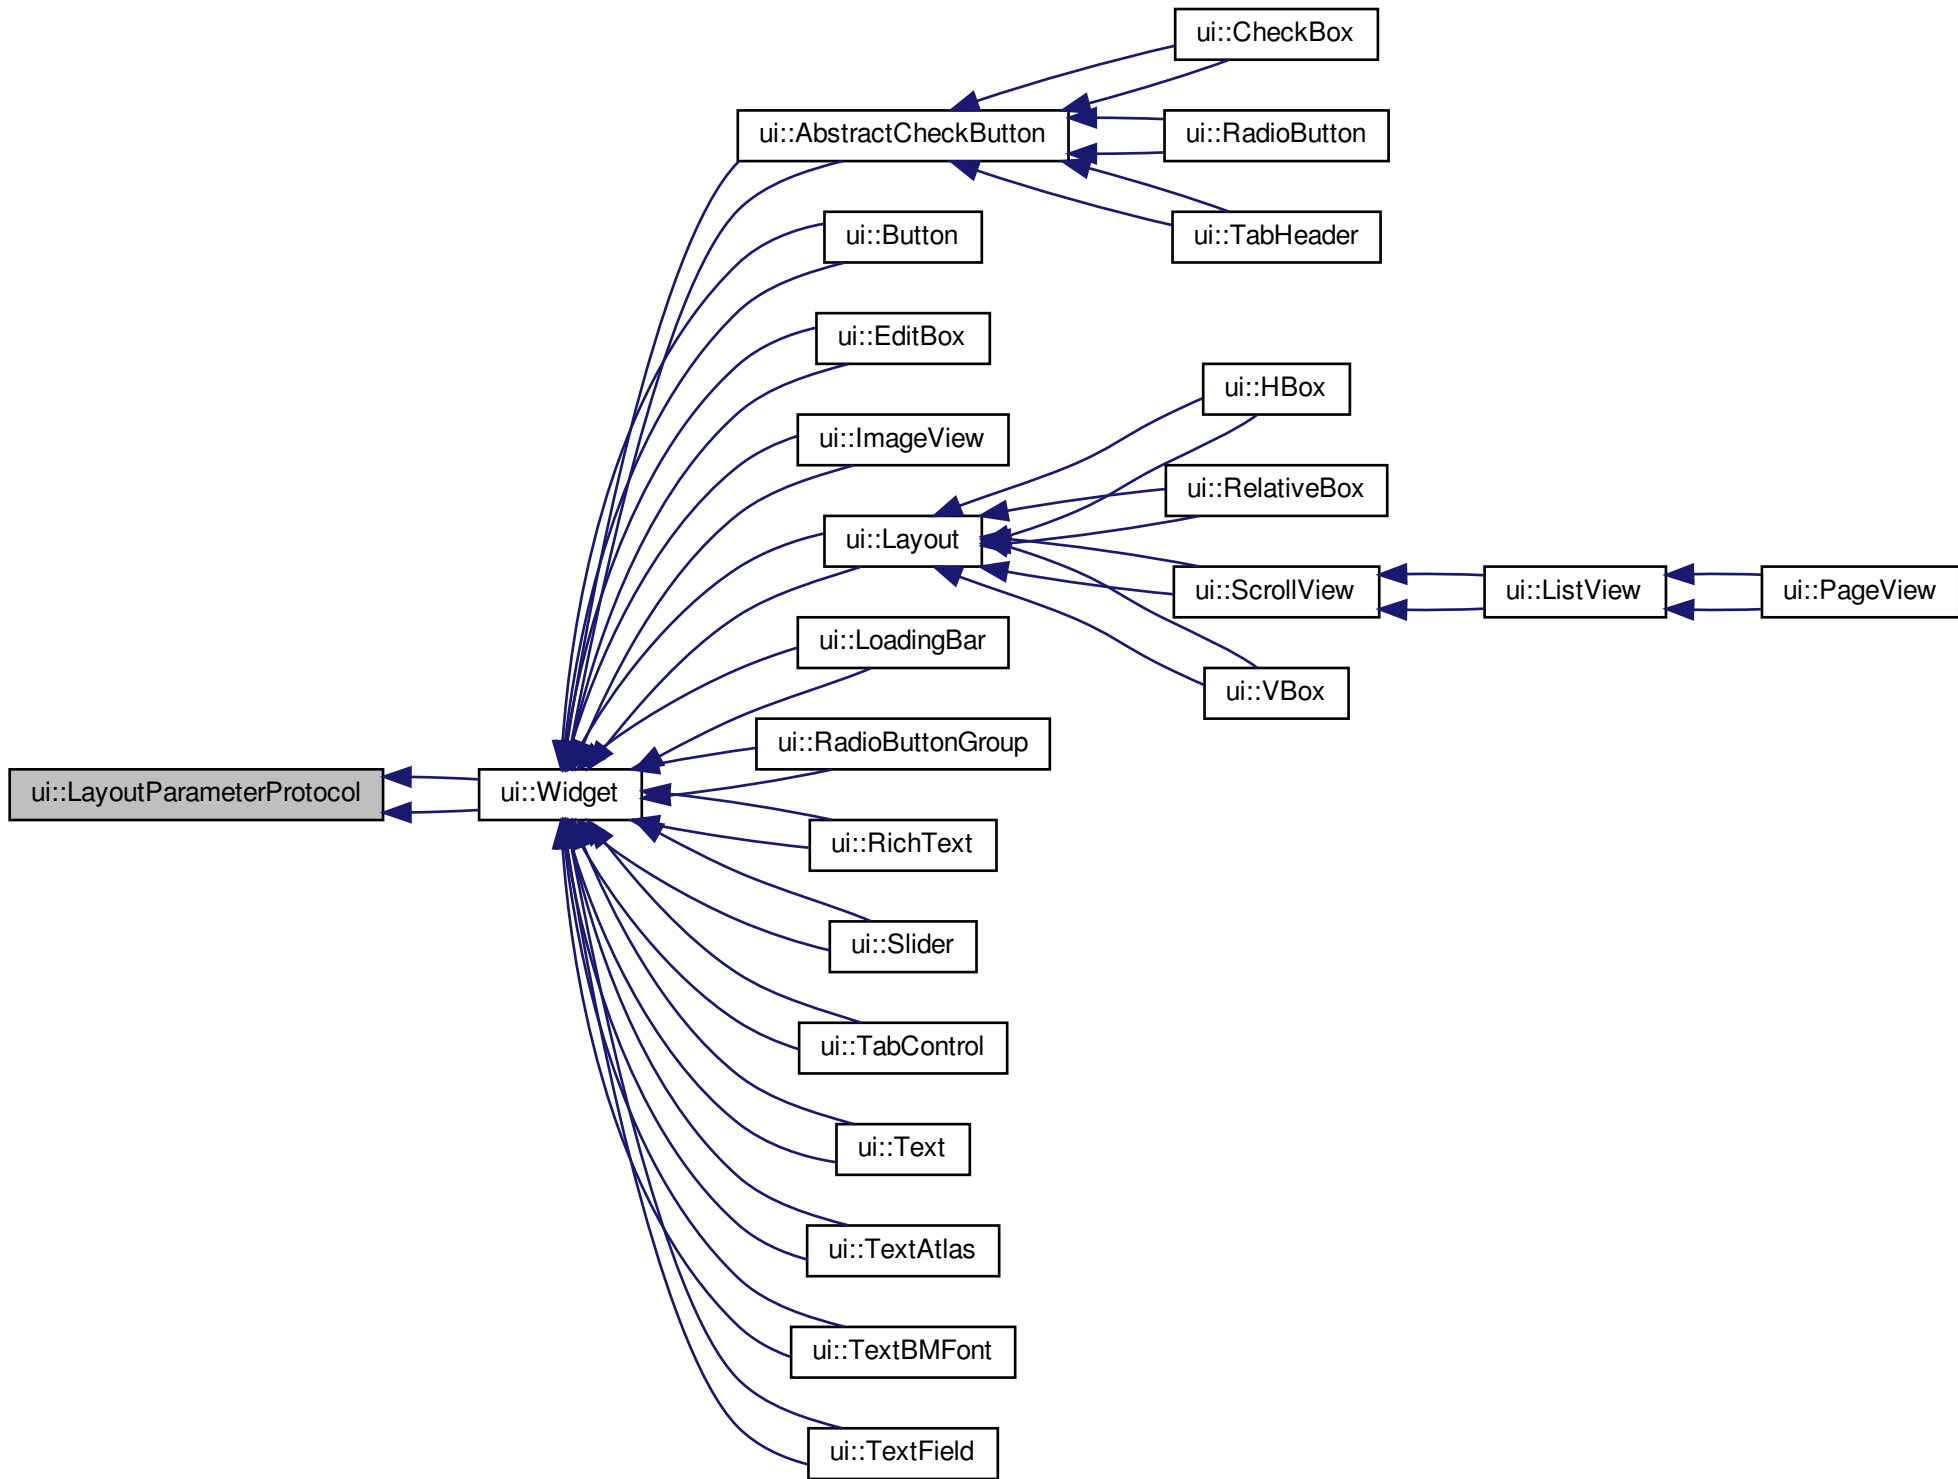 ui::CheckBox
ui::AbstractCheckButton
ui::RadioButton
ui::Button
ui::TabHeader
ui::EditBox
ui::HBox
ui::ImageView
ui::RelativeBox
ui::Layout
ui::ScrollView
ui::ListView
ui::PageView
ui::LoadingBar
ui::VBox
ui::RadioButtonGroup
ui::LayoutParameterProtocol
ui::Widget
ui::RichText
ui::Slider
ui::TabControl
ui::Text
ui::TextAtlas
ui::TextBMFont
ui::TextField